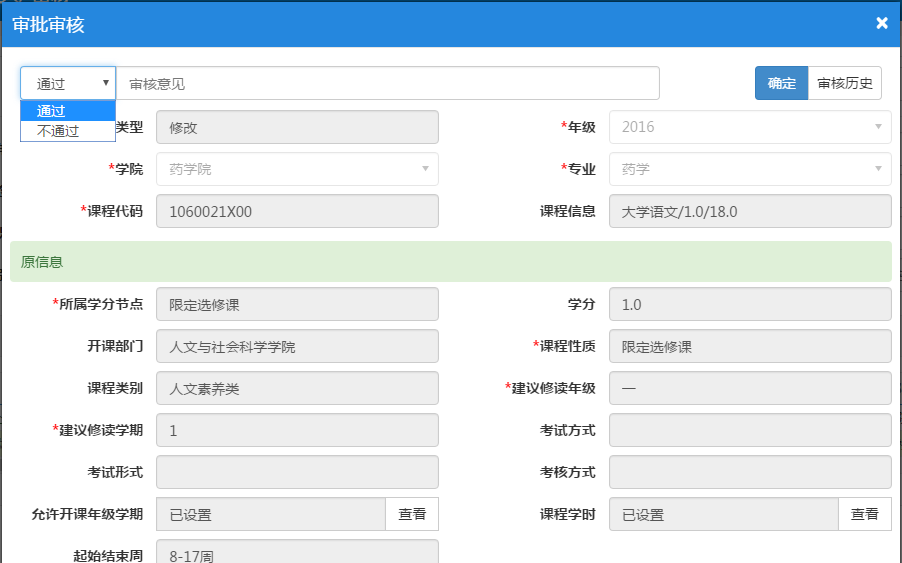 审批审核 ×
通过 审核意见 确定 审核历史
通过
不通过
类型 修改 *年级 2016
*学院 药学院 *专业 药学
*课程代码 1060021X00 课程信息 大学语文/1.0/18.0
原信息
*所属学分节点 限定选修课 学分 1.0
开课部门 人文与社会科学学院 *课程性质 限定选修课
课程类别 人文素养类 *建议修读年级 一
*建议修读学期 1 考试方式
考试形式 考核方式
允许开课年级学期 已设置 查看 课程学时 已设置 查看
起始结束周 8-17周